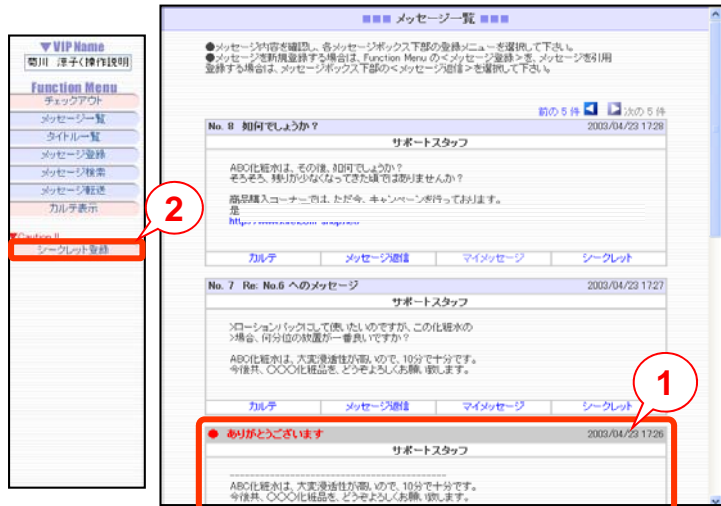 ▼VIP Name
菊川 淳子(操作説明
Function Menu
チェックアウト
メッセージ一覧
タイトル一覧
メッセージ登録
メッセージ検索
メッセージ転送
カルテ表示
▼Caution !!
シークレット登録
2
■■■ メッセージ一覧 ■■■
●メッセージ内容を確認し、各メッセージボックス下部の登録メニューを選択して下さい。
●メッセージを新規登録する場合は、Function Menu の<メッセージ登録>を、メッセージを引用
登録する場合は、メッセージボックス下部の<メッセージ返信>を選択して下さい。
前の 5 件 次の 5 件
No. 8 如何でしょうか? 2003/04/23 17:28
サポートスタッフ
ABC化粧水は、その後、如何でしょうか?
そろそろ、残りが少なくなってきた頃ではありませんか?
商品購入コーナーでは、ただ今、キャンペーンを行っております。
是
カルテ メッセージ返信 マイメッセージ シークレット
No. 7 Re: No.6 へのメッセージ 2003/04/23 17:27
サポートスタッフ
>ローションパックにして使いたいのですが、この化粧水の
>場合、何分位の放置が一番良いですか?
ABC化粧水は、大変浸透性が高いので、10分で十分です。
今後共、〇〇〇化粧品を、どうぞよろしくお願い致します。
カルテ メッセージ返信 マイメッセージ シークレット
1
● ありがとうございます 2003/04/23 17:26
サポートスタッフ
----------------------------------------
ABC化粧水は、大変浸透性が高いので、10分で十分です。
今後共、〇〇〇化粧品を、どうぞよろしくお願い致します。